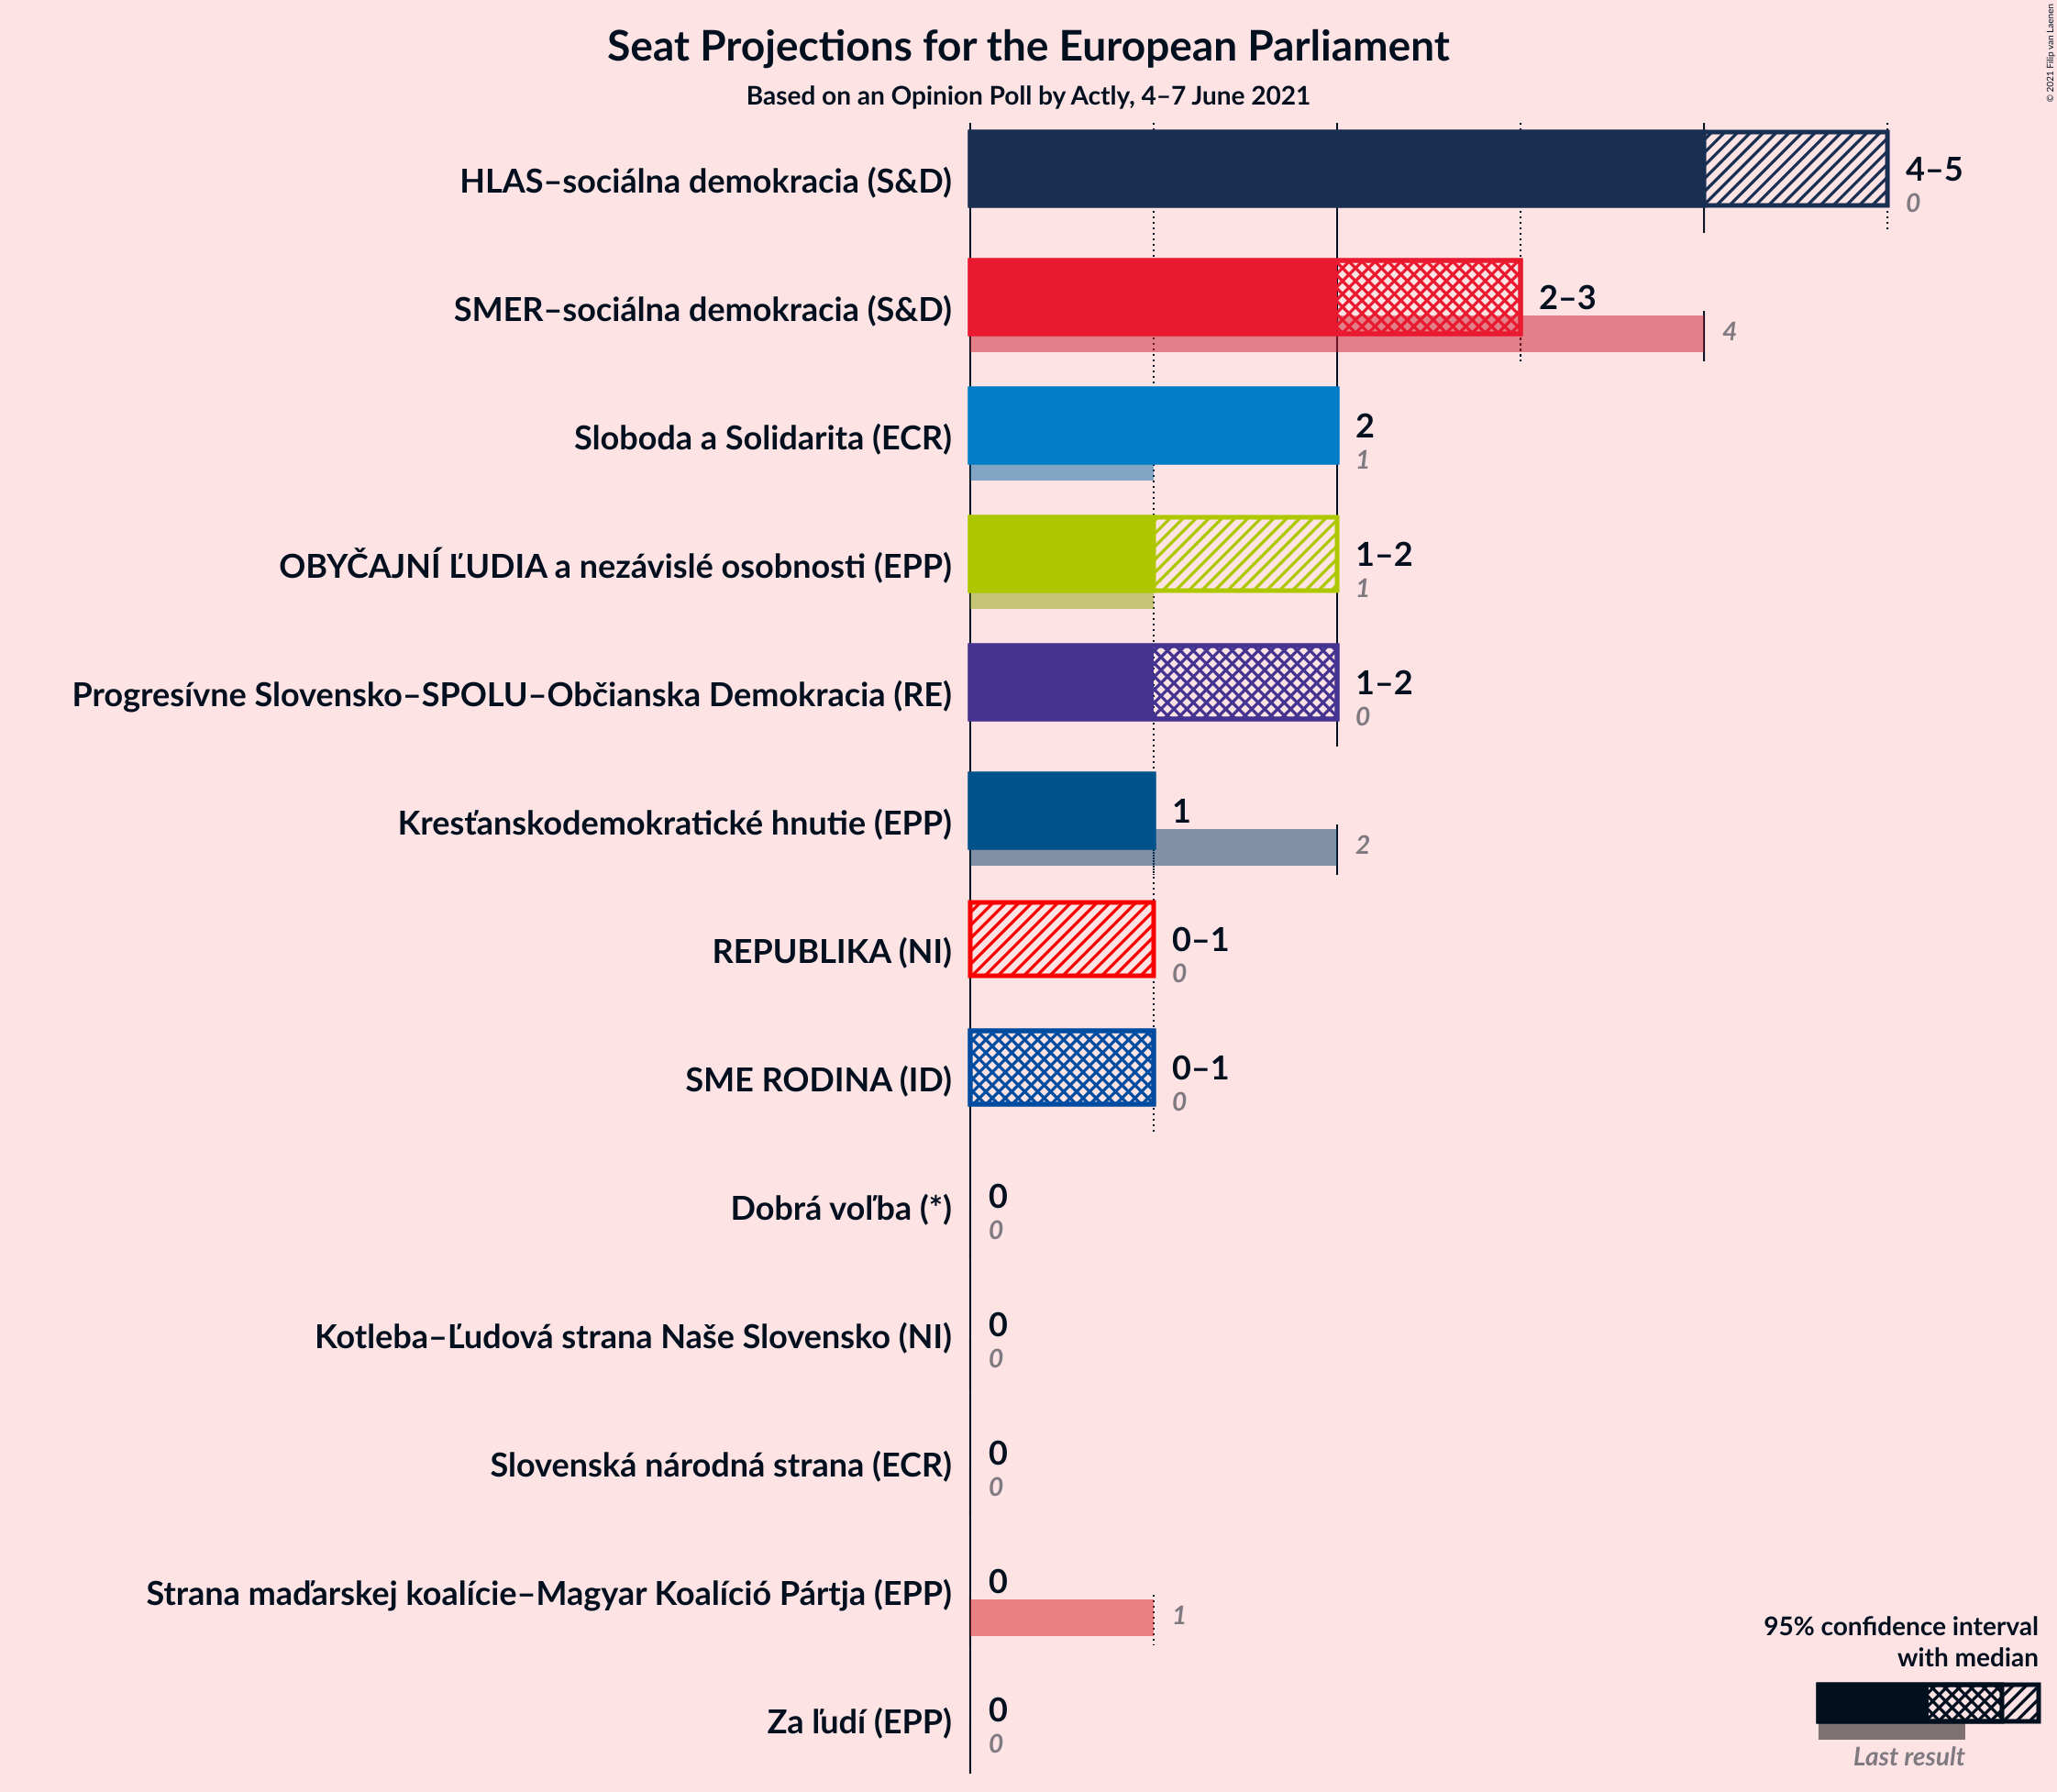 Seat Projections for the European Parliament
Based on an Opinion Poll by Actly, 4–7 June 2021
© 2021 Filip van Laenen
HLAS–sociálna demokracia (S&D)
4–5
0
SMER–sociálna demokracia (S&D)
2–3
4
Sloboda a Solidarita (ECR)
2
1
OBYČAJNÍ ĽUDIA a nezávislé osobnosti (EPP)
1–2
1
Progresívne Slovensko–SPOLU–Občianska Demokracia (RE)
1–2
0
Kresťanskodemokratické hnutie (EPP)
1
2
REPUBLIKA (NI)
0–1
0
SME RODINA (ID)
0–1
0
Dobrá voľba (*)
0
0
Kotleba–Ľudová strana Naše Slovensko (NI)
0
0
Slovenská národná strana (ECR)
0
0
Strana maďarskej koalície–Magyar Koalíció Pártja (EPP)
0
1
Za ľudí (EPP)
0
0
95% confidence interval
with median
Last result